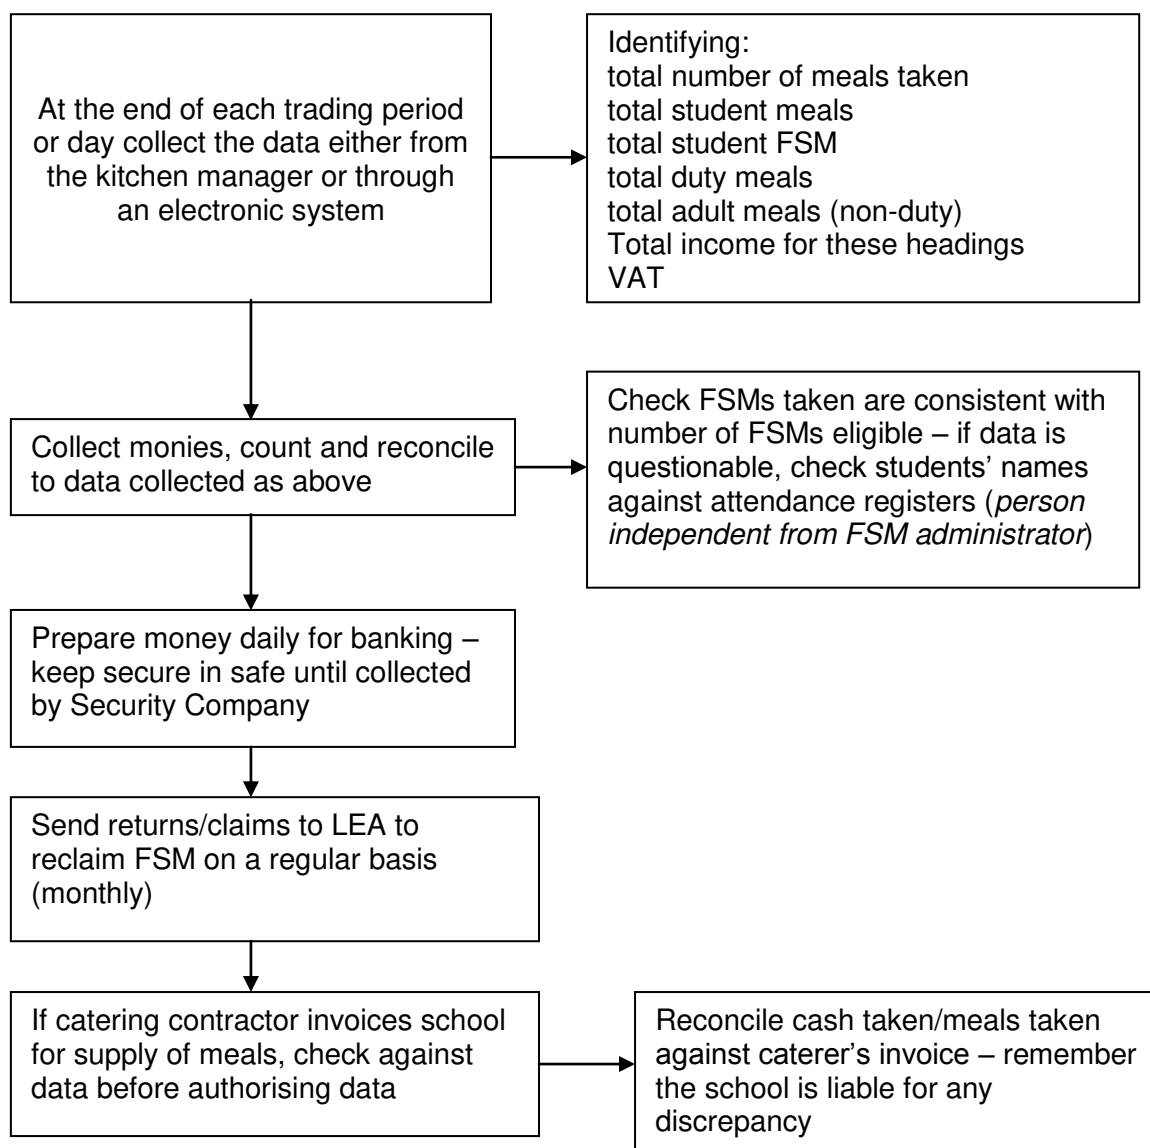 At the end of each trading period
or day collect the data either from
the kitchen manager or through
an electronic system
Identifying:
total number of meals taken
total student meals
total student FSM
total duty meals
total adult meals (non-duty)
Total income for these headings
VAT
Collect monies, count and reconcile
to data collected as above
Check FSMs taken are consistent with
number of FSMs eligible – if data is
questionable, check students’ names
against attendance registers (person
independent from FSM administrator)
Prepare money daily for banking –
keep secure in safe until collected
by Security Company
Send returns/claims to LEA to
reclaim FSM on a regular basis
(monthly)
If catering contractor invoices school
for supply of meals, check against
data before authorising data
Reconcile cash taken/meals taken
against caterer’s invoice – remember
the school is liable for any
discrepancy